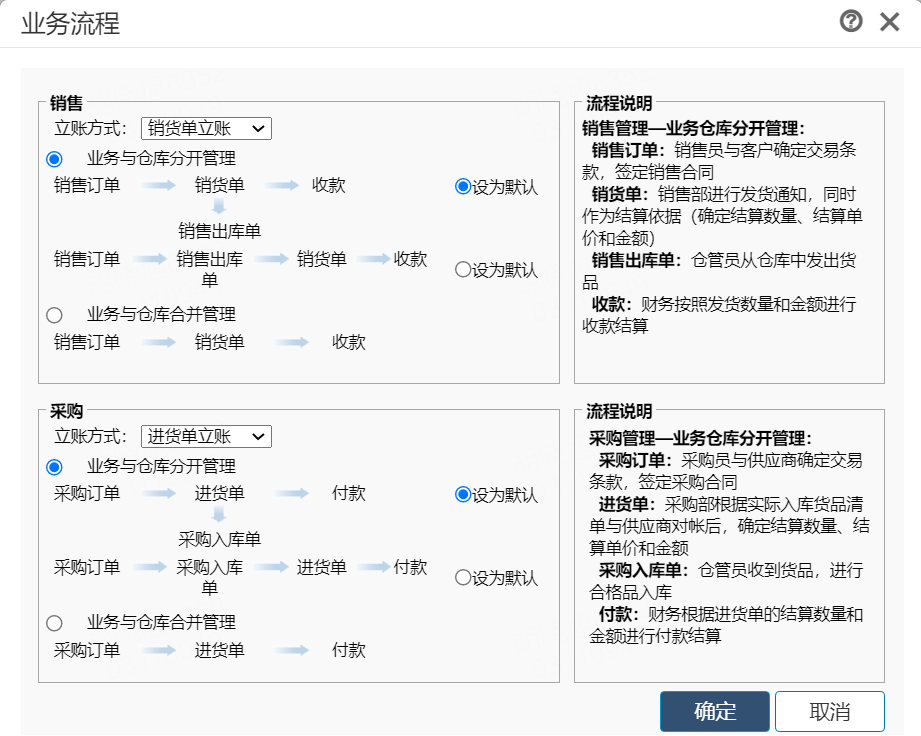 业务流程
销售
立账方式： 销货单立账
业务与仓库分开管理
销售订单 销货单 收款 设为默认
销售出库单
销售订单 销售出库单 销货单 收款 设为默认
业务与仓库合并管理
销售订单 销货单 收款
流程说明
销售管理—业务仓库分开管理：
销售订单：销售员与客户确定交易条
款，签定销售合同
销货单：销售部进行发货通知，同时
作为结算依据（确定结算数量、结算单
价和金额）
销售出库单：仓管员从仓库中发出货
品
收款：财务按照发货数量和金额进行
收款结算
采购
立账方式： 进货单立账
业务与仓库分开管理
采购订单 进货单 付款 设为默认
采购入库单
采购订单 采购入库单 进货单 付款 设为默认
业务与仓库合并管理
采购订单 进货单 付款
流程说明
采购管理—业务仓库分开管理：
采购订单：采购员与供应商确定交易
条款，签定采购合同
进货单：采购部根据实际入库货品清
单与供应商对帐后，确定结算数量、结
算单价和金额
采购入库单：仓管员收到货品，进行
合格品入库
付款：财务根据进货单的结算数量和
金额进行付款结算
确定 取消